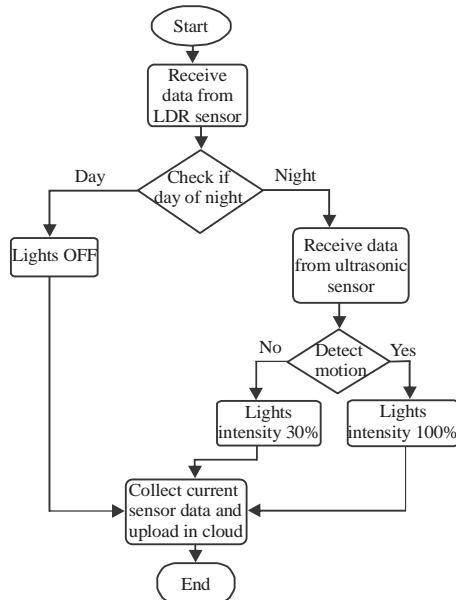 Start
Receive
data from
LDR sensor
Day
Check if
day of night
Night
Lights OFF
Receive data
from ultrasonic
sensor
No
Detect
motion
Yes
Lights
intensity 30%
Lights
intensity 100%
Collect current
sensor data and
upload in cloud
End